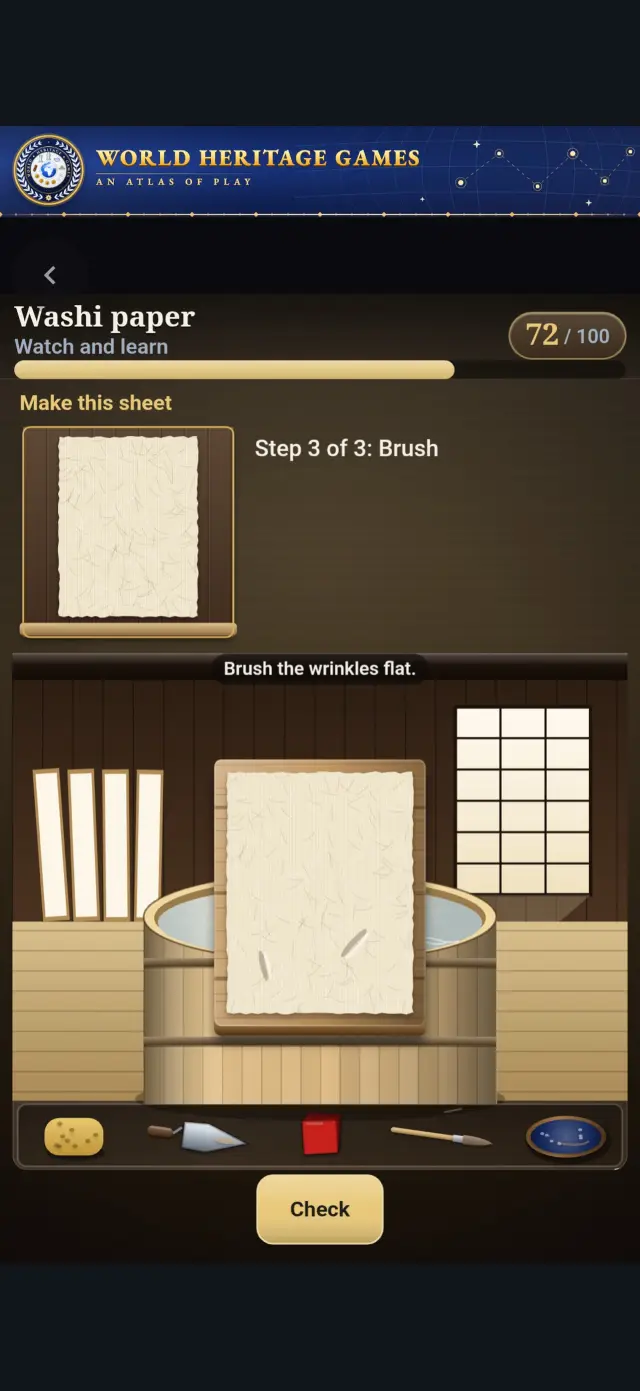 WORLD HERITAGE GAMES
AN ATLAS OF PLAY
Washi paper
Watch and learn
72 / 100
Make this sheet
Step 3 of 3: Brush
Brush the wrinkles flat.
Check